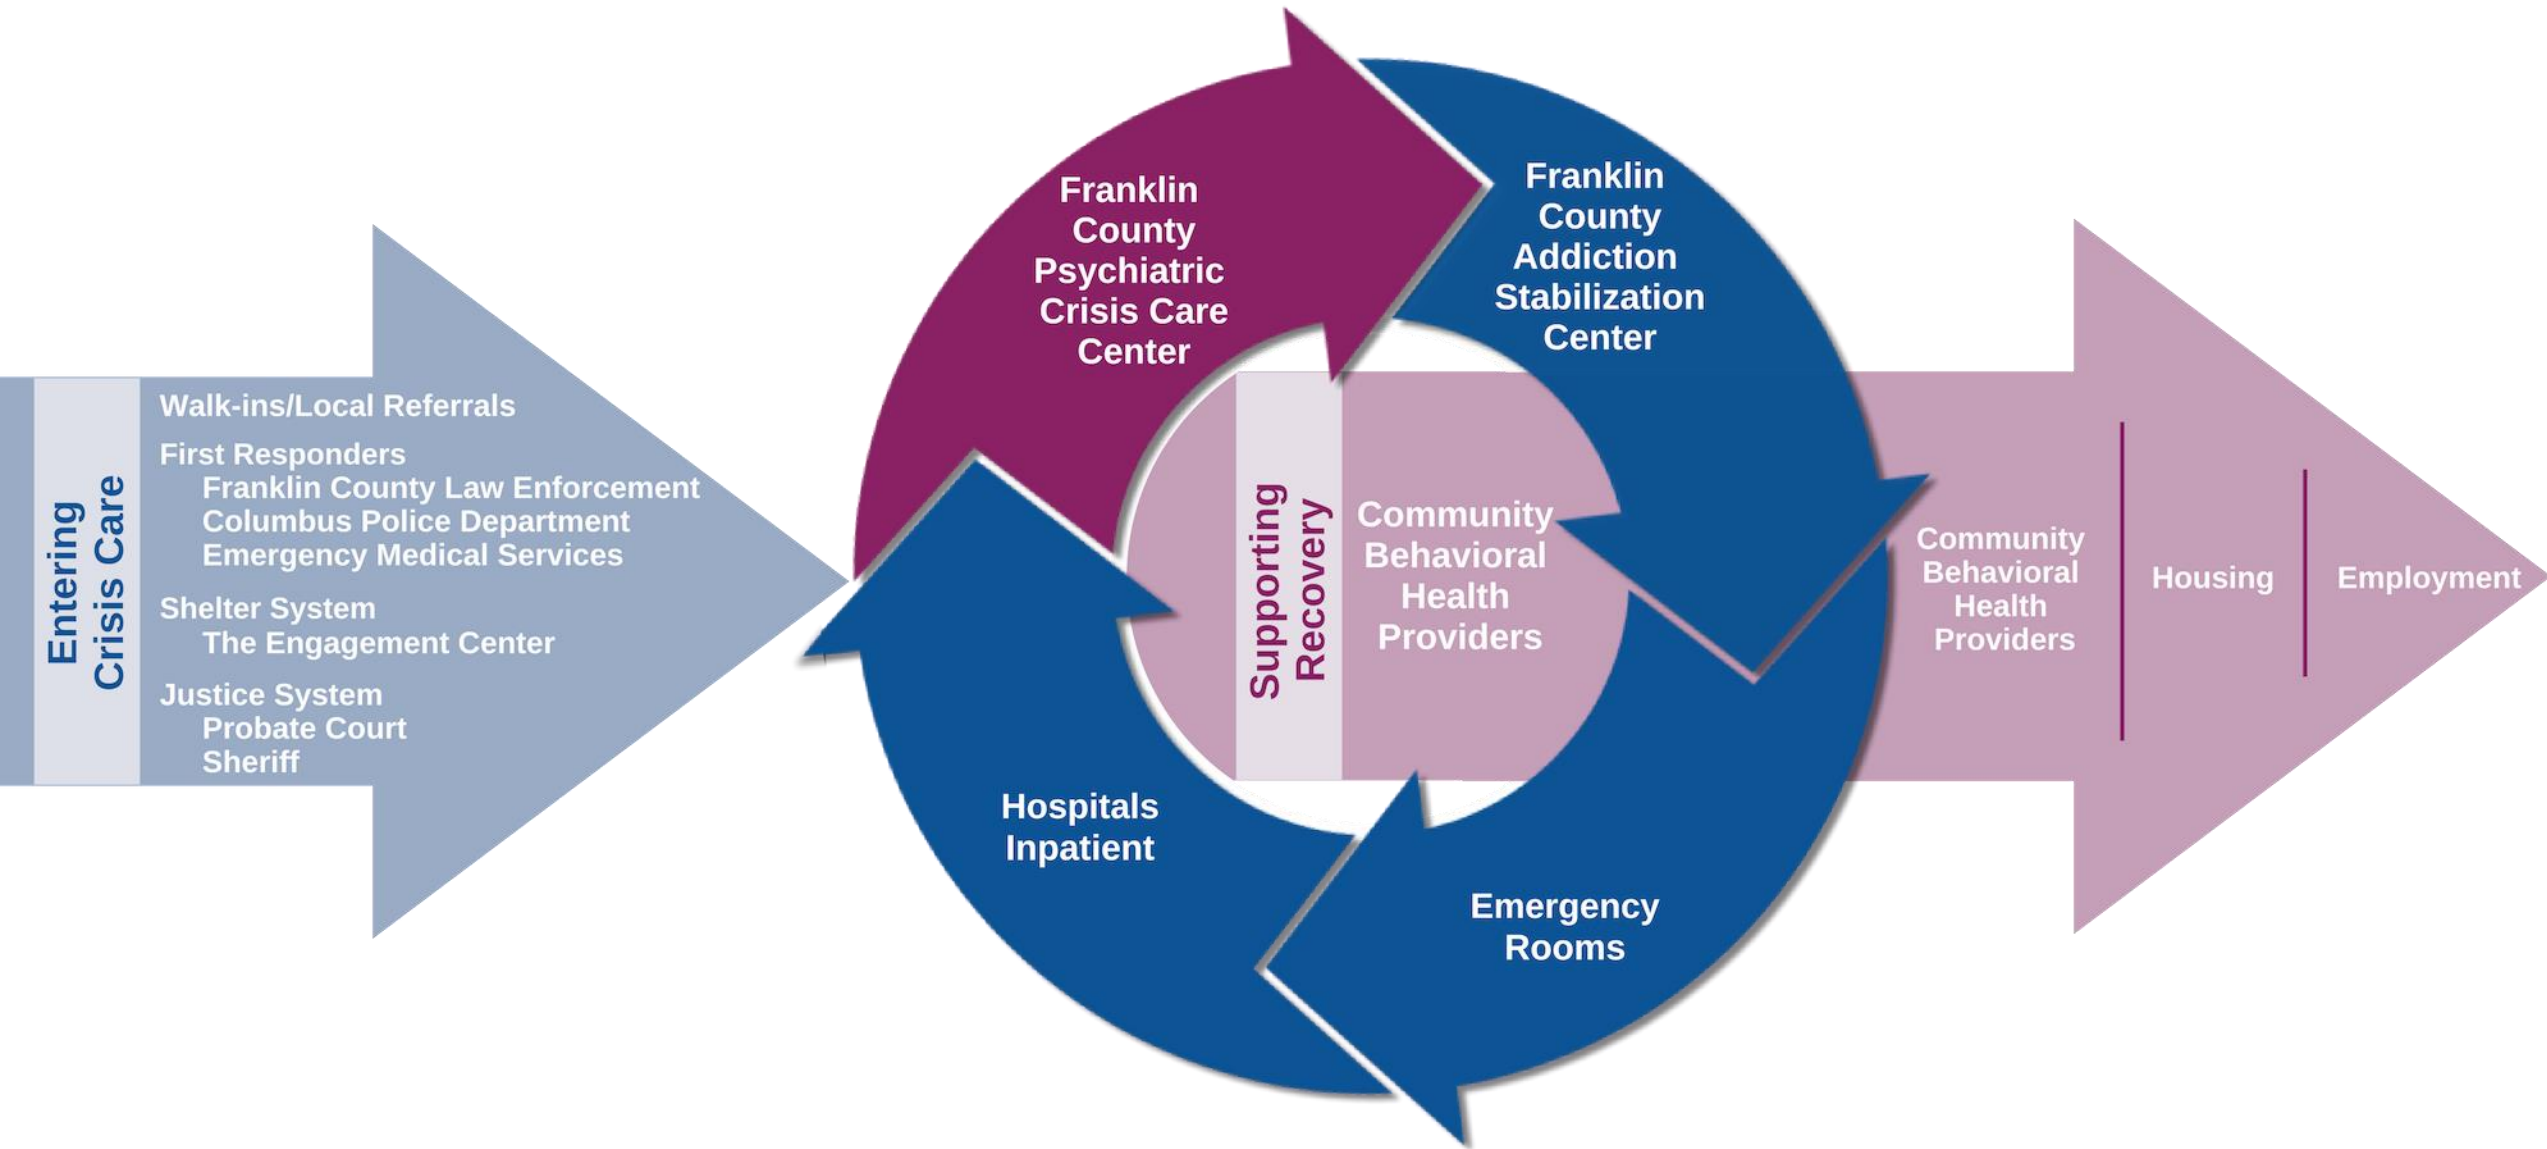 Entering
Crisis Care
Walk-ins/Local Referrals
First Responders
Franklin County Law Enforcement
Columbus Police Department
Emergency Medical Services
Shelter System
The Engagement Center
Justice System
Probate Court
Sheriff
Franklin
County
Psychiatric
Crisis Care
Center
Franklin
County
Addiction
Stabilization
Center
Emergency
Rooms
Hospitals
Inpatient
Supporting
Recovery
Community
Behavioral
Health
Providers
Community
Behavioral
Health
Providers
Housing
Employment